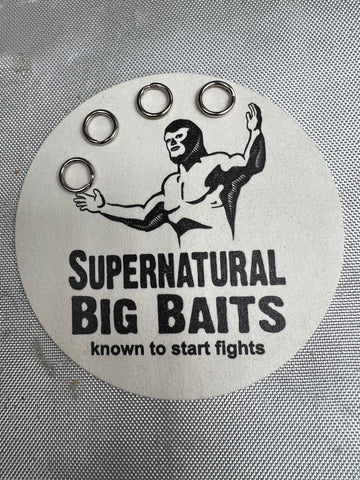 SUPERNATURAL
BIG BAITS
known to start fights